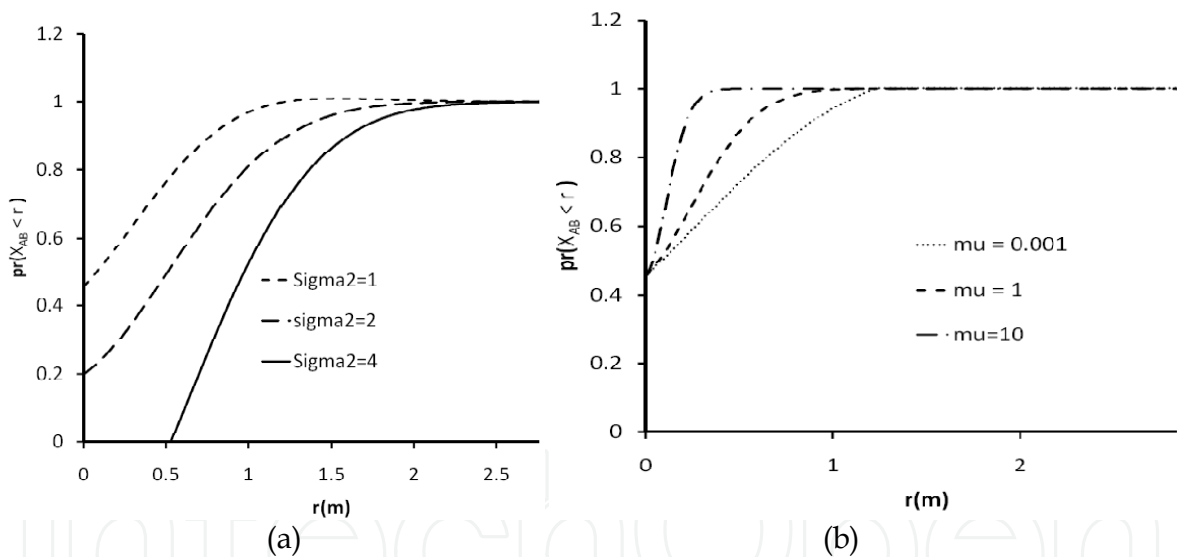 1.2
1
0.8
0.6
0.4
0.2
0
pr(X_AB < r )
Sigma2=1
sigma2=2
Sigma2=4
0 0.5 1 1.5 2 2.5
r(m)
(a)
1.2
1
0.8
0.6
0.4
0.2
0
pr(X_AB < r )
mu = 0.001
mu = 1
mu=10
0 1 2
r(m)
(b)